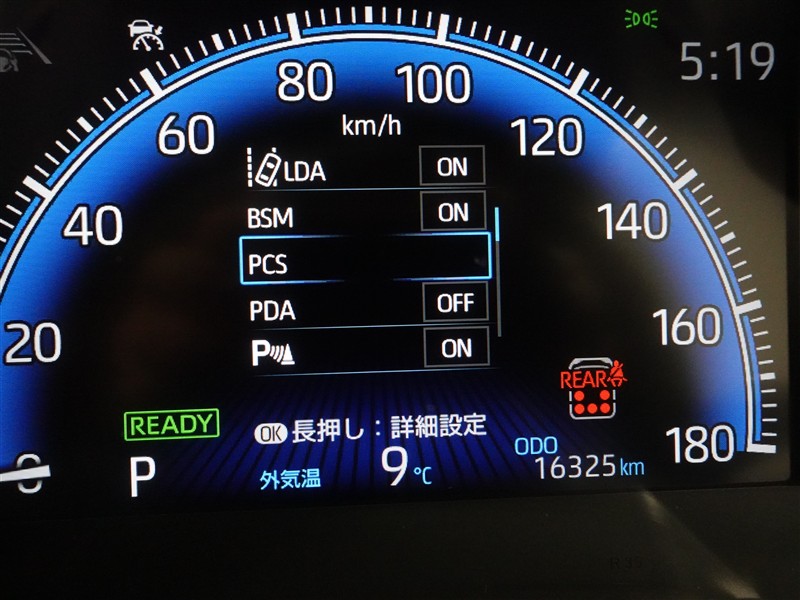 5:19
80
100
km/h
60
120
LDA ON
40
BSM ON
140
PCS
PDA OFF
20
160
P ON
REAR
READY
OK 長押し：詳細設定
180
0
P
外気温 9℃
ODO
16325km